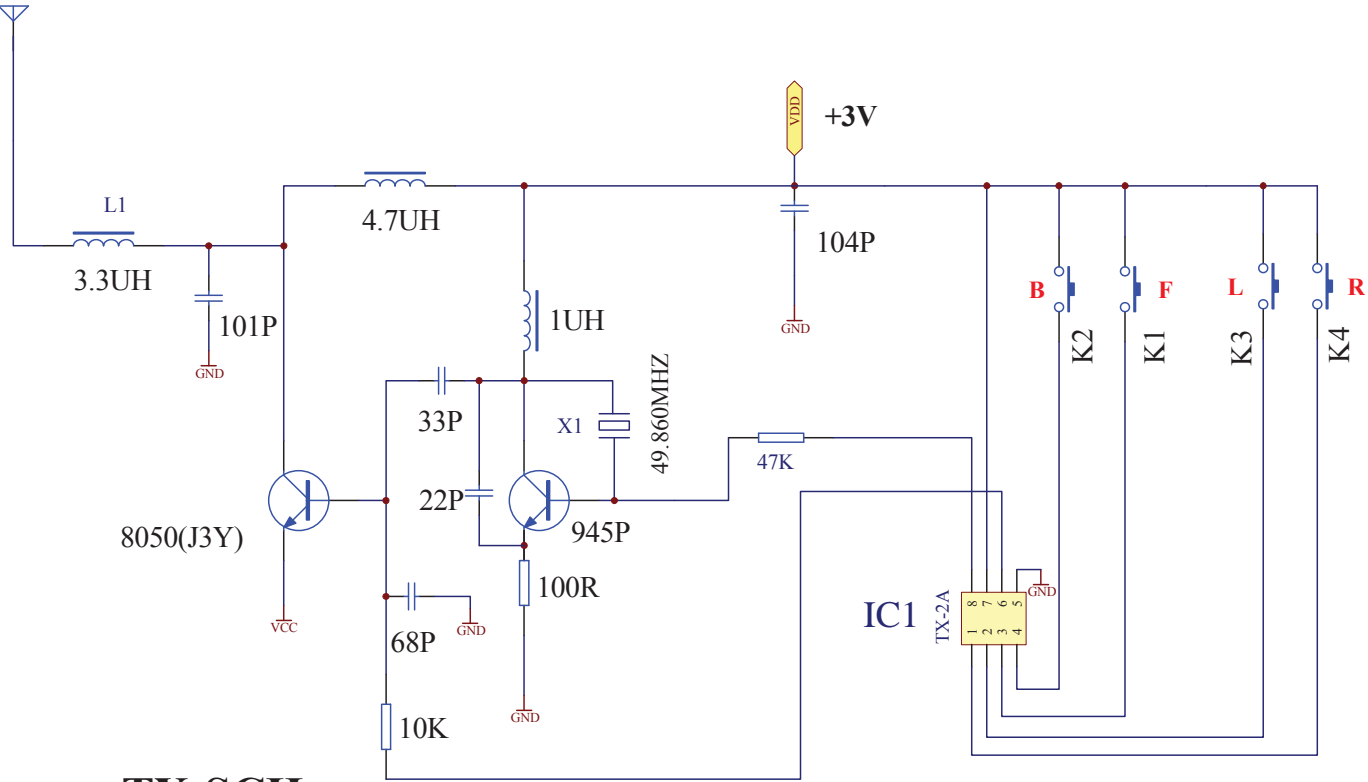 VDD
+3V
L1
3.3UH
4.7UH
104P
GND
101P
GND
1UH
B
F
L
R
K2
K1
K3
K4
33P
X1
49.860MHZ
47K
22P
945P
8050(J3Y)
100R
VCC
68P
GND
GND
10K
IC1
TX-2A
8 7 6 5
1 2 3 4
GND